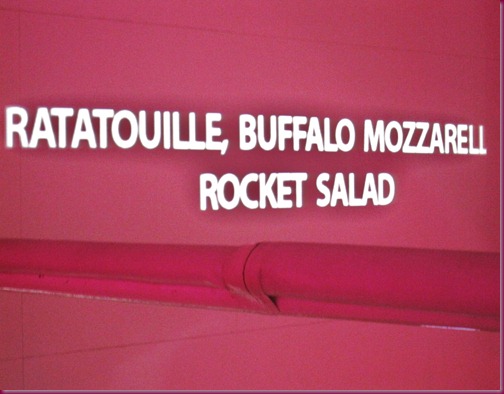 RATATOUILLE, BUFFALO MOZZARELL
ROCKET SALAD